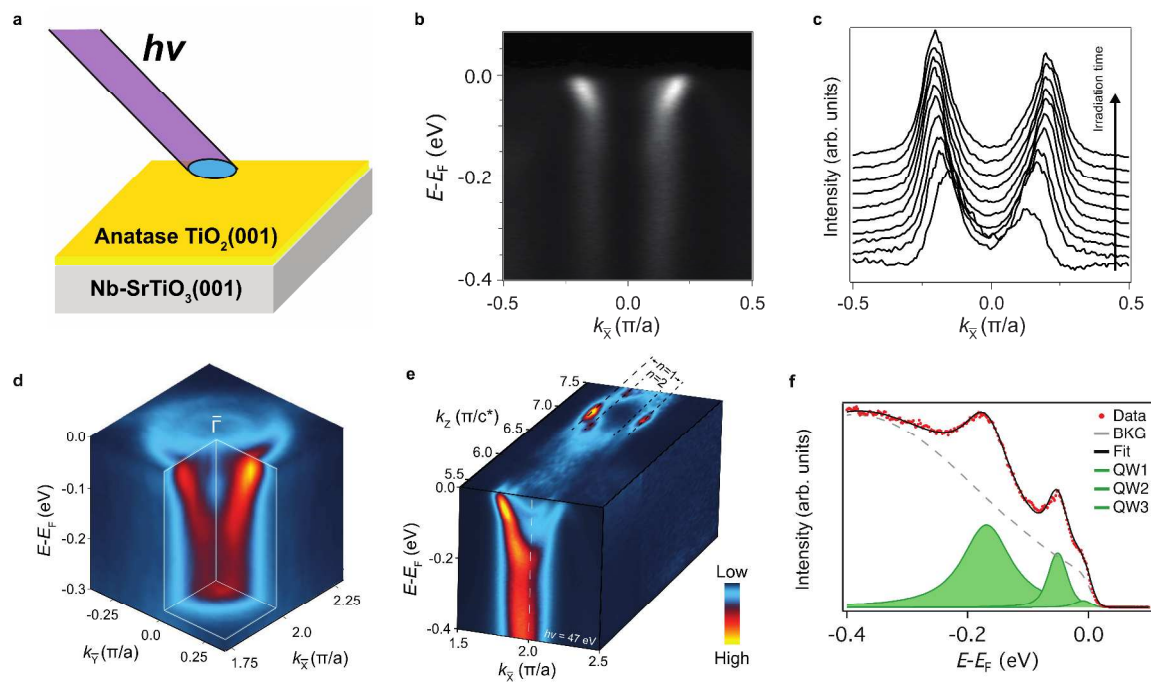 a
hν
Anatase TiO2(001)
Nb-SrTiO3(001)
b
E-EF (eV)
0.0
-0.2
-0.4
-0.5
0.0
0.5
kX̅ (π/a)
c
Intensity (arb. units)
Irradiation time
-0.5
0.0
0.5
kX̅ (π/a)
d
Γ̅
E-EF (eV)
0.0
-0.1
-0.2
-0.3
-0.25
0.0
0.25
kY̅ (π/a)
1.75
2.0
2.25
kX̅ (π/a)
e
n=1
n=2
kZ (π/c*)
7.5
7.0
6.5
6.0
5.5
E-EF (eV)
0.0
-0.2
-0.4
hν = 47 eV
1.5
2.0
2.5
kX̅ (π/a)
Low
High
f
Data
BKG
Fit
QW1
QW2
QW3
Intensity (arb. units)
-0.4
-0.2
0.0
E-EF (eV)